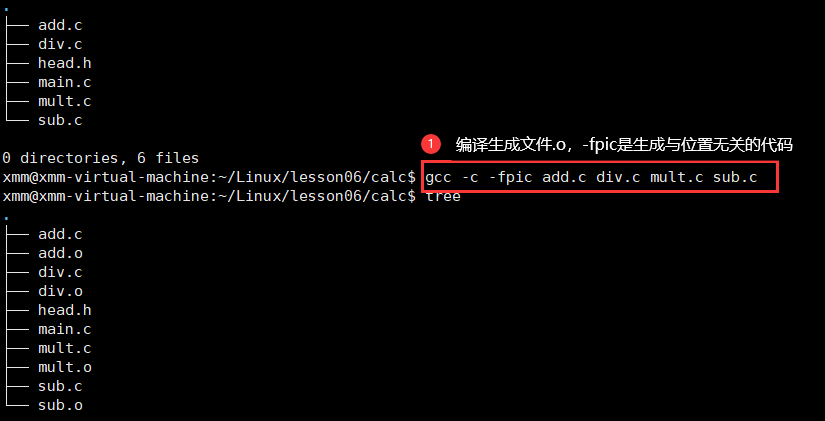 .
├── add.c
├── div.c
├── head.h
├── main.c
├── mult.c
└── sub.c
0 directories, 6 files
1 编译生成文件.o，-fpic是生成与位置无关的代码
xmm@xmm-virtual-machine:~/Linux/lesson06/calc$ gcc -c -fpic add.c div.c mult.c sub.c
xmm@xmm-virtual-machine:~/Linux/lesson06/calc$ tree
.
├── add.c
├── add.o
├── div.c
├── div.o
├── head.h
├── main.c
├── mult.c
├── mult.o
├── sub.c
└── sub.o